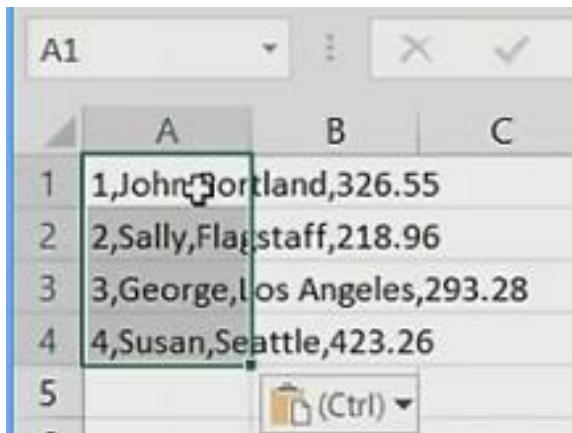 A1
A B C
1 1,John,Portland,326.55
2 2,Sally,Flagstaff,218.96
3 3,George,Los Angeles,293.28
4 4,Susan,Seattle,423.26
5
(Ctrl)